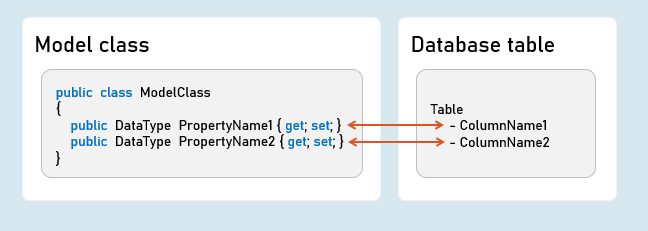 Model class
public class ModelClass
{
public DataType PropertyName1 { get; set; }
public DataType PropertyName2 { get; set; }
}
Database table
Table
- ColumnName1
- ColumnName2